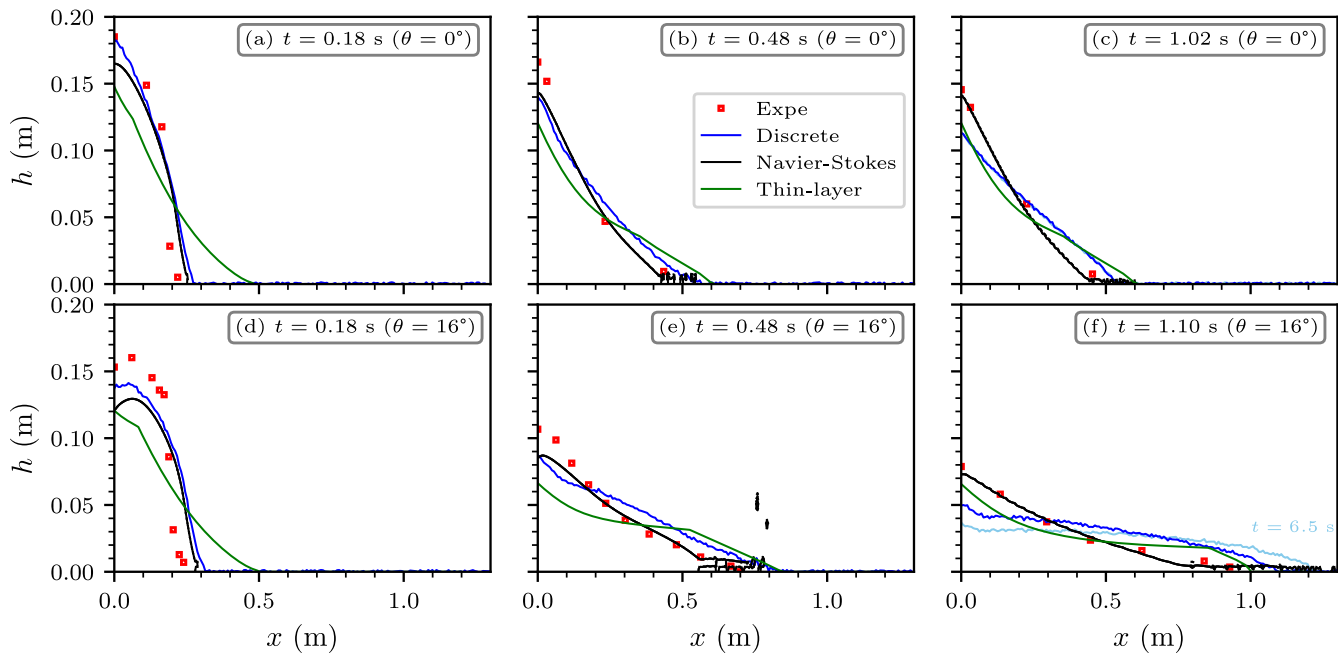 (a) t = 0.18 s (θ = 0°)
(b) t = 0.48 s (θ = 0°)
(c) t = 1.02 s (θ = 0°)
h (m)
0.20
0.15
0.10
0.05
0.00
Expe
Discrete
Navier-Stokes
Thin-layer
(d) t = 0.18 s (θ = 16°)
(e) t = 0.48 s (θ = 16°)
(f) t = 1.10 s (θ = 16°)
h (m)
0.20
0.15
0.10
0.05
0.00
t = 6.5 s
0.0 0.5 1.0
0.0 0.5 1.0
0.0 0.5 1.0
x (m)
x (m)
x (m)